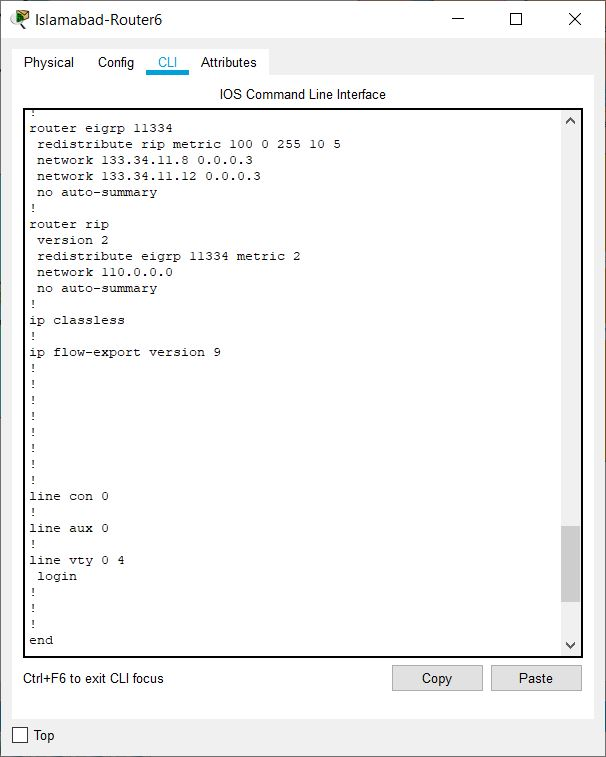 Islamabad-Router6
Physical Config CLI Attributes
IOS Command Line Interface
!
router eigrp 11334
 redistribute rip metric 100 0 255 10 5
 network 133.34.11.8 0.0.0.3
 network 133.34.11.12 0.0.0.3
 no auto-summary
!
router rip
 version 2
 redistribute eigrp 11334 metric 2
 network 110.0.0.0
 no auto-summary
!
ip classless
!
ip flow-export version 9
!
!
!
!
!
!
!
!
line con 0
!
line aux 0
!
line vty 0 4
 login
!
!
!
end
Ctrl+F6 to exit CLI focus Copy Paste
Top